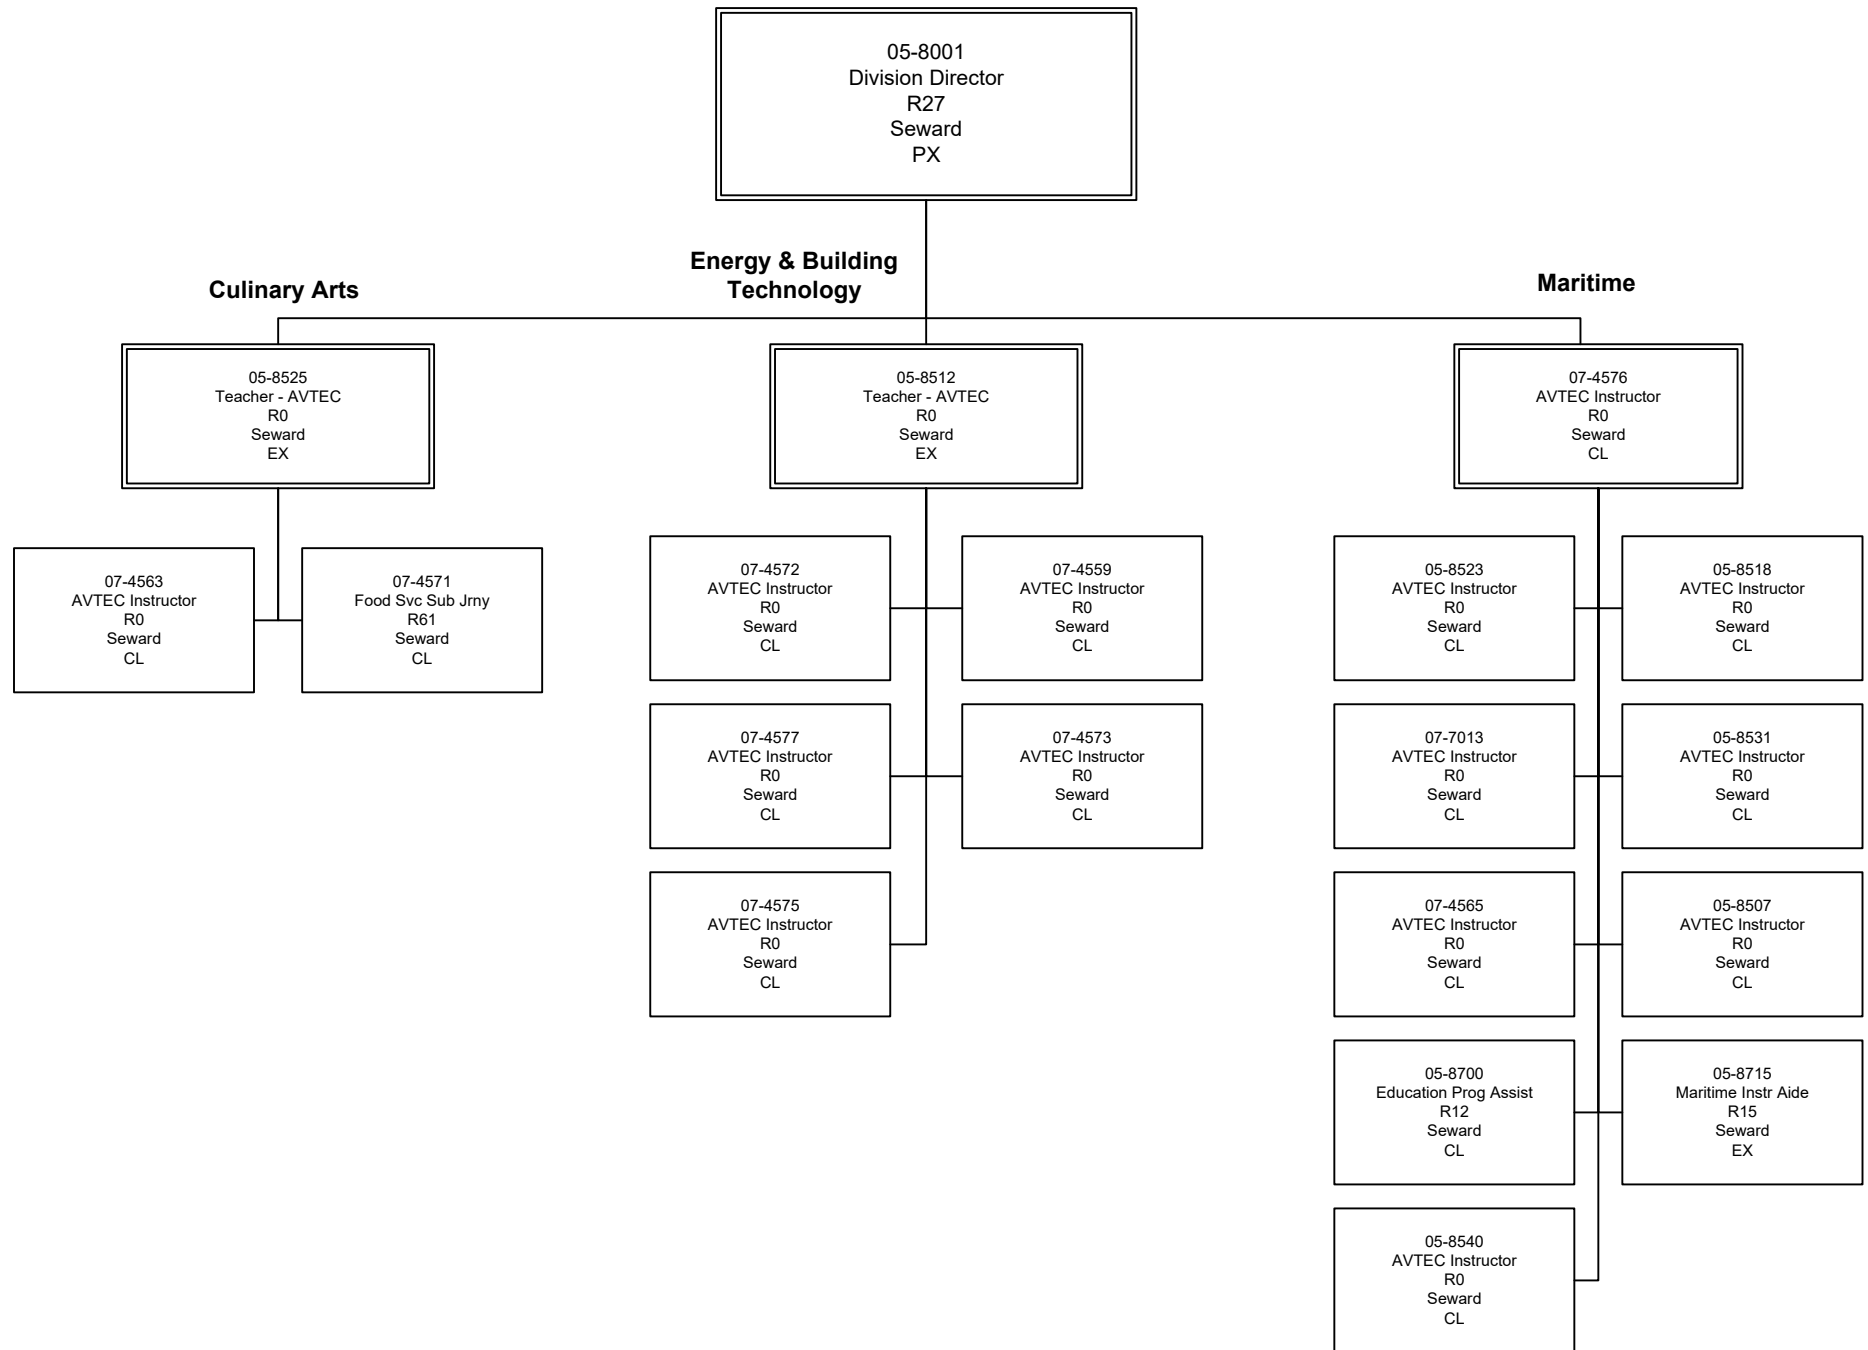 05-8001
Division Director
R27
Seward
PX
Culinary Arts
Energy & Building
Technology
Maritime
05-8525
Teacher - AVTEC
R0
Seward
EX
05-8512
Teacher - AVTEC
R0
Seward
EX
07-4576
AVTEC Instructor
R0
Seward
CL
07-4563
AVTEC Instructor
R0
Seward
CL
07-4571
Food Svc Sub Jrny
R61
Seward
CL
07-4572
AVTEC Instructor
R0
Seward
CL
07-4559
AVTEC Instructor
R0
Seward
CL
07-4577
AVTEC Instructor
R0
Seward
CL
07-4573
AVTEC Instructor
R0
Seward
CL
07-4575
AVTEC Instructor
R0
Seward
CL
05-8523
AVTEC Instructor
R0
Seward
CL
05-8518
AVTEC Instructor
R0
Seward
CL
07-7013
AVTEC Instructor
R0
Seward
CL
05-8531
AVTEC Instructor
R0
Seward
CL
07-4565
AVTEC Instructor
R0
Seward
CL
05-8507
AVTEC Instructor
R0
Seward
CL
05-8700
Education Prog Assist
R12
Seward
CL
05-8715
Maritime Instr Aide
R15
Seward
EX
05-8540
AVTEC Instructor
R0
Seward
CL